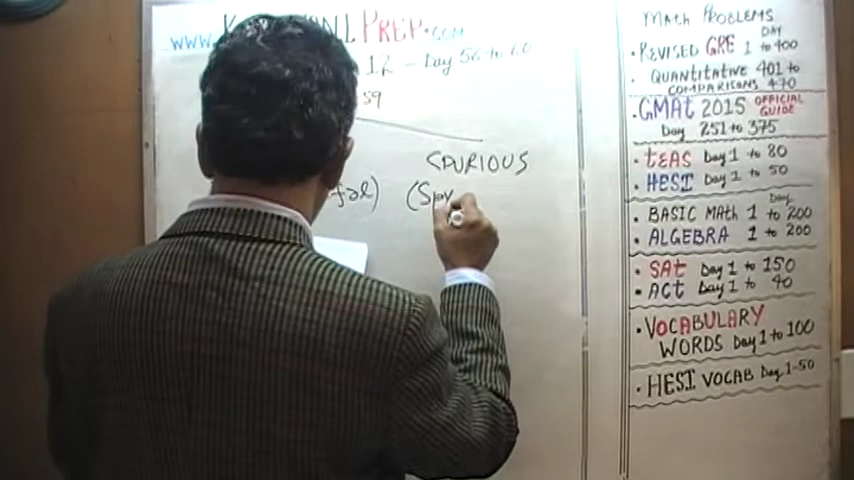 www. PREP.com
12 - Day 56 to 60
59
SPURIOUS
fəl) (Spy
MATH PROBLEMS
DAY
• REVISED GRE 1 to 400
• QUANTITATIVE 401 to
COMPARISONS 470
• GMAT 2015 OFFICIAL GUIDE
Day 251 to 375
• TEAS Day 1 to 80
• HESI Day 1 to 50
Day
• BASIC MATH 1 to 200
• ALGEBRA 1 to 200
• SAT Day 1 to 150
• ACT Day 1 to 40
• VOCABULARY
WORDS Day 1 to 100
• HESI VOCAB Day 1-50